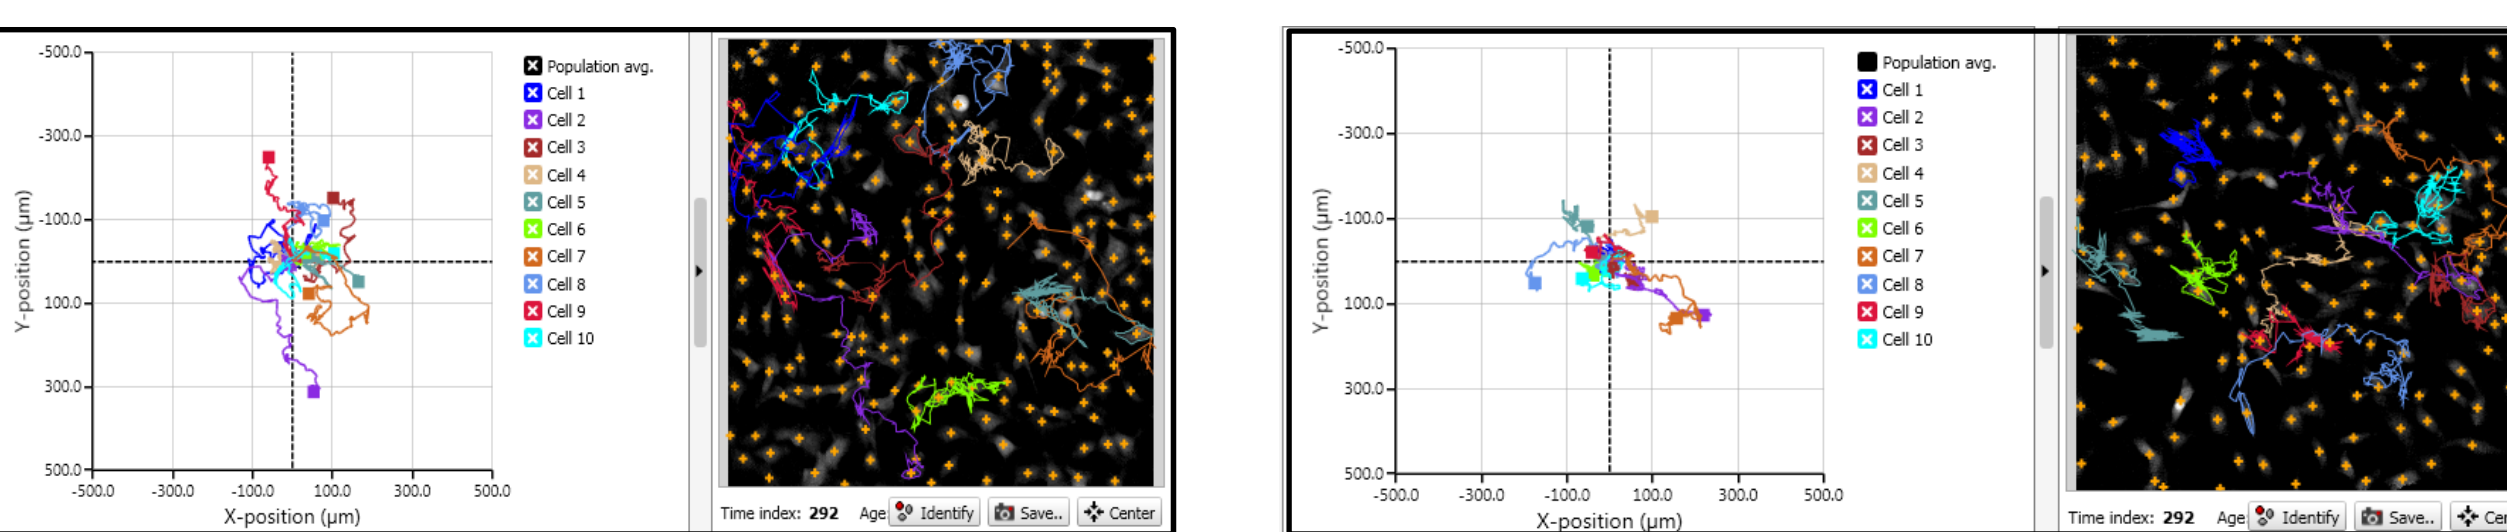 -500.0
-300.0
-100.0
100.0
300.0
500.0
Y-position (µm)
-500.0 -300.0 -100.0 100.0 300.0 500.0
X-position (µm)
Population avg.
Cell 1
Cell 2
Cell 3
Cell 4
Cell 5
Cell 6
Cell 7
Cell 8
Cell 9
Cell 10
Time index: 292 Age: Identify Save.. Center
-500.0
-300.0
-100.0
100.0
300.0
500.0
Y-position (µm)
-500.0 -300.0 -100.0 100.0 300.0 500.0
X-position (µm)
Population avg.
Cell 1
Cell 2
Cell 3
Cell 4
Cell 5
Cell 6
Cell 7
Cell 8
Cell 9
Cell 10
Time index: 292 Age: Identify Save.. Cer